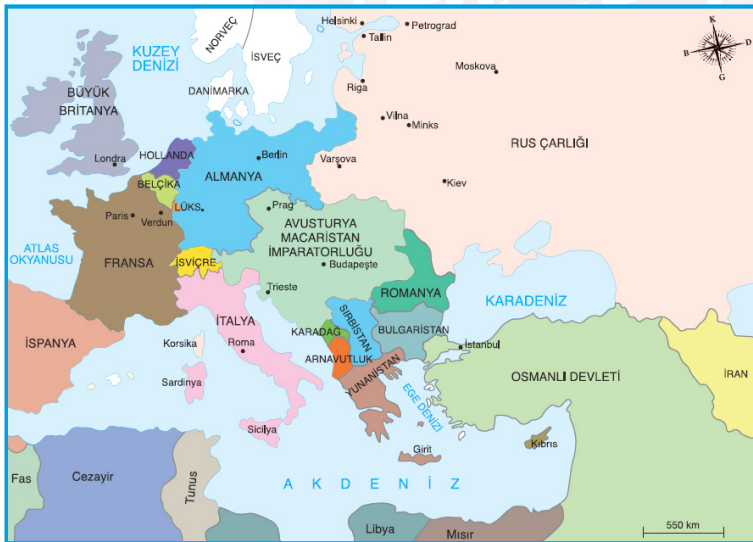 NORVEÇ
İSVEÇ
Helsinki
Petrograd
Tallin
K
B
D
G
KUZEY
DENİZİ
Moskova
BÜYÜK
BRİTANYA
DANİMARKA
Riga
Vilna
Minks
RUS ÇARLIĞI
Londra
HOLLANDA
Berlin
Varşova
ALMANYA
BELÇİKA
Kiev
LÜKS.
Prag
Paris
Verdun
AVUSTURYA
MACARİSTAN
İMPARATORLUĞU
ATLAS
OKYANUSU
FRANSA
İSVİÇRE
Budapeşte
Trieste
ROMANYA
KARADENİZ
SIRBİSTAN
İTALYA
KARADAĞ
BULGARİSTAN
İSPANYA
Korsika
Roma
ARNAVUTLUK
İstanbul
YUNANİSTAN
OSMANLI DEVLETİ
İRAN
Sardinya
EGE DENİZİ
Sicilya
Girit
Kıbrıs
Fas
Cezayir
Tunus
AKDENİZ
Libya
Mısır
550 km